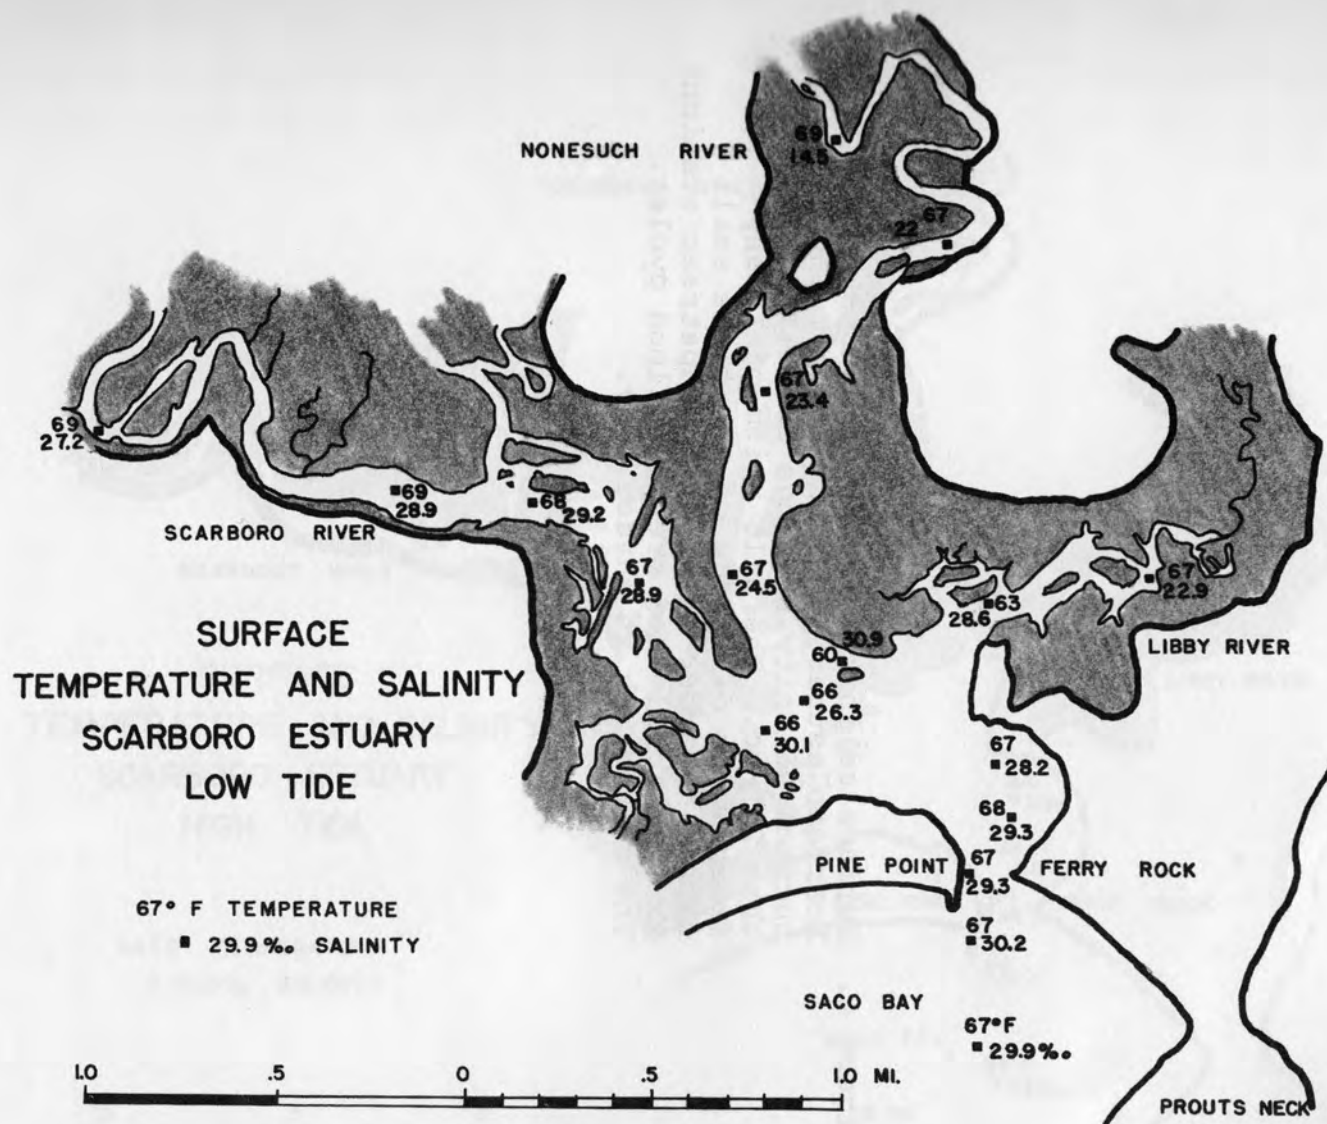 NONESUCH RIVER
69
14.5
67
22
67
23.4
69
27.2
69
28.9
68
29.2
SCARBORO RIVER
67
28.9
67
24.5
63
28.6
67
22.9
LIBBY RIVER
30.9
60
66
26.3
66
30.1
SURFACE
TEMPERATURE AND SALINITY
SCARBORO ESTUARY
LOW TIDE
67
28.2
68
29.3
PINE POINT
67
29.3
FERRY ROCK
67° F TEMPERATURE
29.9‰ SALINITY
67
30.2
SACO BAY
67°F
29.9‰
1.0 .5 0 .5 1.0 MI.
PROUTS NECK